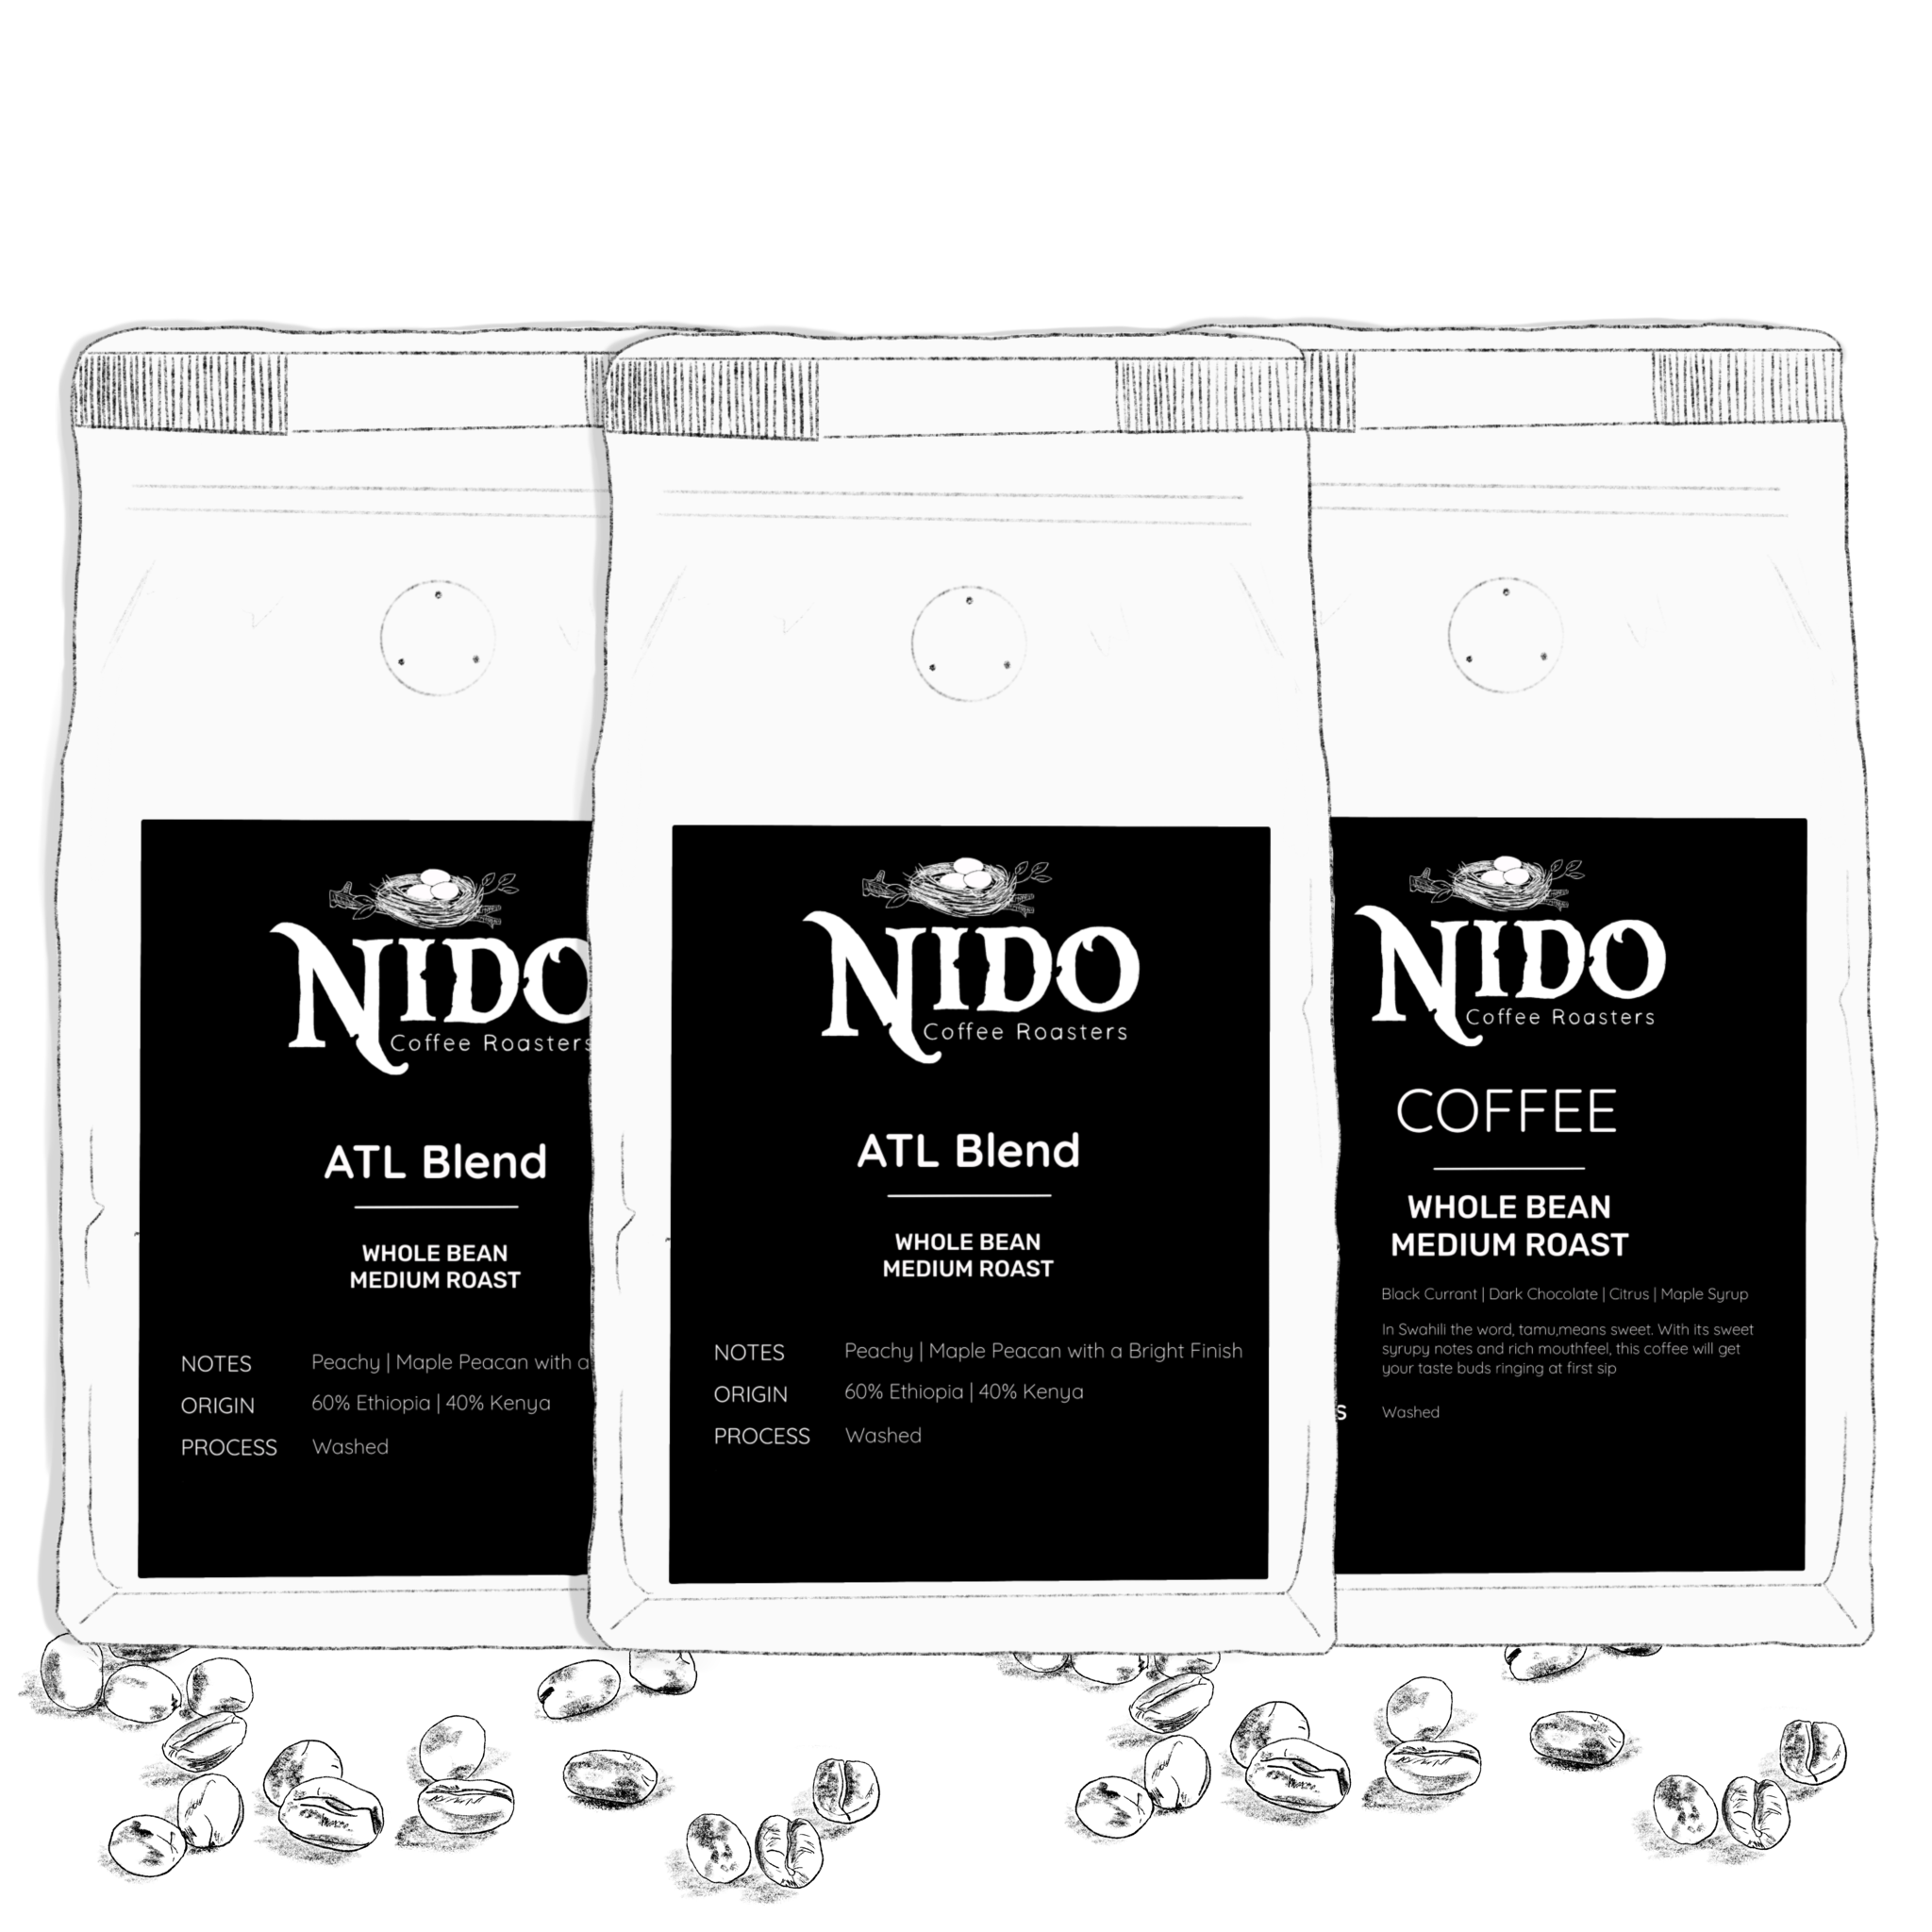 NIDO
Coffee Roasters
ATL Blend
WHOLE BEAN
MEDIUM ROAST
NOTES Peachy | Maple Peacan with a
ORIGIN 60% Ethiopia | 40% Kenya
PROCESS Washed
NIDO
Coffee Roasters
ATL Blend
WHOLE BEAN
MEDIUM ROAST
NOTES Peachy | Maple Peacan with a Bright Finish
ORIGIN 60% Ethiopia | 40% Kenya
PROCESS Washed
NIDO
Coffee Roasters
COFFEE
WHOLE BEAN
MEDIUM ROAST
Black Currant | Dark Chocolate | Citrus | Maple Syrup
In Swahili the word, tamu,means sweet. With its sweet
syrupy notes and rich mouthfeel, this coffee will get
your taste buds ringing at first sip
Washed